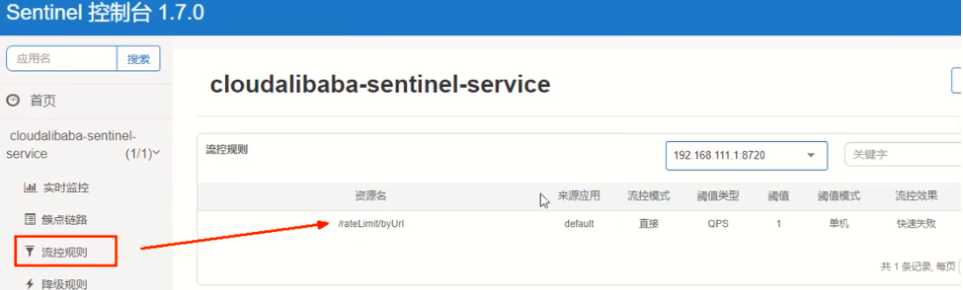 Sentinel 控制台 1.7.0
应用名 搜索
首页
cloudalibaba-sentinel-
service (1/1)
实时监控
簇点链路
流控规则
降级规则
cloudalibaba-sentinel-service
流控规则 192.168.111.1:8720 关键字
资源名 来源应用 流控模式 阈值类型 阈值 阈值模式 流控效果
/rateLimit/byUrl default 直接 QPS 1 单机 快速失败
共 1 条记录, 每页